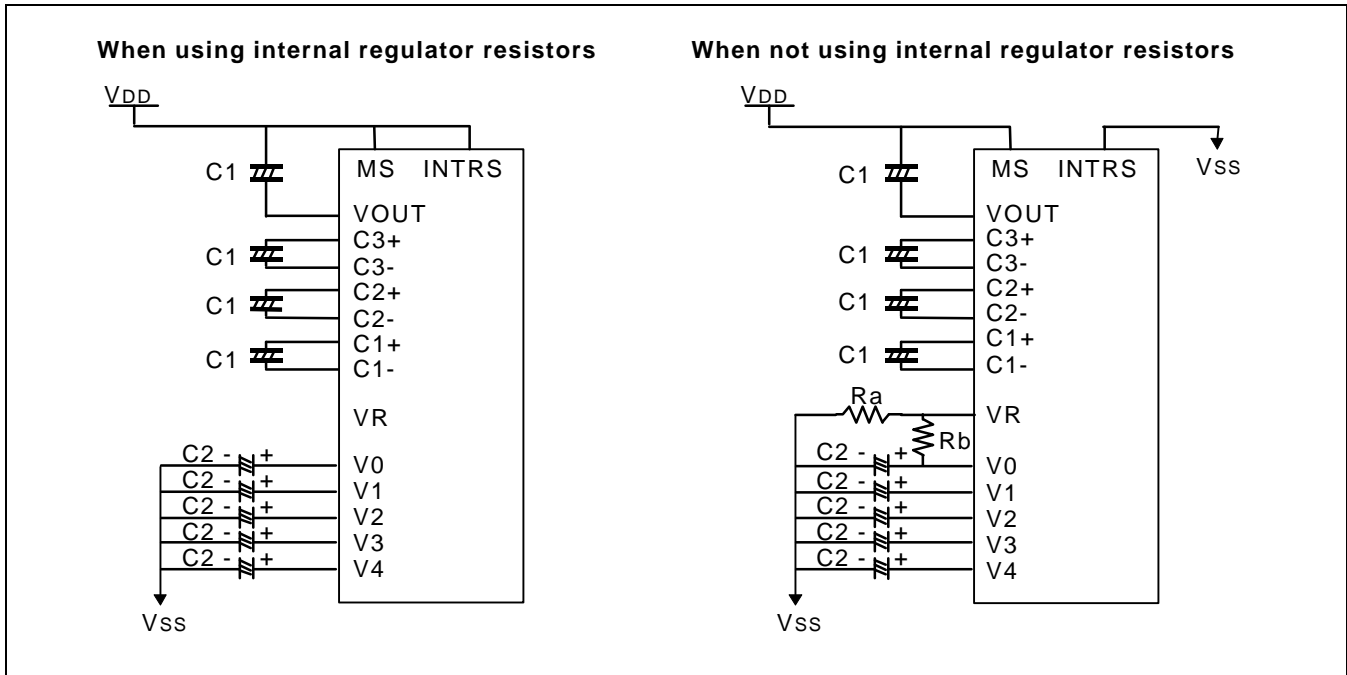 When using internal regulator resistors
VDD
MS INTRS
C1
VOUT
C3+
C1
C3-
C2+
C1
C2-
C1+
C1
C1-
VR
C2 - +
V0
C2 - +
V1
C2 - +
V2
C2 - +
V3
C2 - +
V4
VSS
When not using internal regulator resistors
VDD
MS INTRS
VSS
C1
VOUT
C3+
C1
C3-
C2+
C1
C2-
C1+
C1
C1-
Ra
VR
Rb
C2 - +
V0
C2 - +
V1
C2 - +
V2
C2 - +
V3
C2 - +
V4
VSS